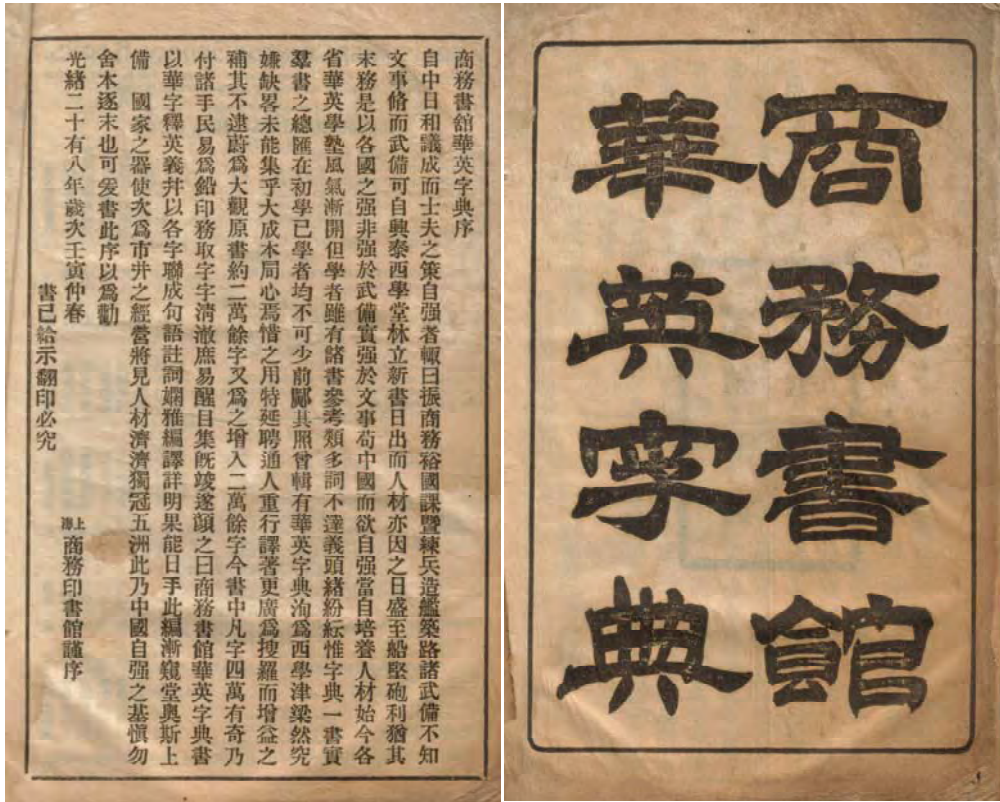 商務書館
華英字典
商務書舘華英字典序
自中日和議成而士夫之策自强者輙曰振商務裕國課曁練兵造艦築路諸武備不知
文事脩而武備可自興泰西學堂林立新書日出而人材亦因之日盛至船堅砲利猶其
末務是以各國之强非强於武備實强於文事苟中國而欲自强當自培養人材始今各
省華英學塾風氣漸開但學者雖有諸書參考類多詞不達義頭緒紛紜惟字典一書實
羣書之總匯在初學已學者均不可少前鄺其照曾輯有華英字典洵爲西學津梁然究
嫌缺畧未能集乎大成本局心焉惜之用特延聘通人重行譯著更廣爲搜羅而增益之
補其不逮蔚爲大觀原書約二萬餘字又爲之增入二萬餘字今書中凡字四萬有奇乃
付諸手民易爲鉛印務取字字淸澈庶易醒目集旣竣遂顔之曰商務書館華英字典書
以華字釋英義幷以各字聯成句語註詞嫻雅編譯詳明果能日手此編漸窺堂奧斯上
備　國家之器使次爲市井之經營將見人材濟濟獨冠五洲此乃中國自强之基愼勿
舍本逐末也可爰書此序以爲勸
光緖二十有八年歲次壬寅仲春
上海商務印書館謹序
書已給示翻印必究